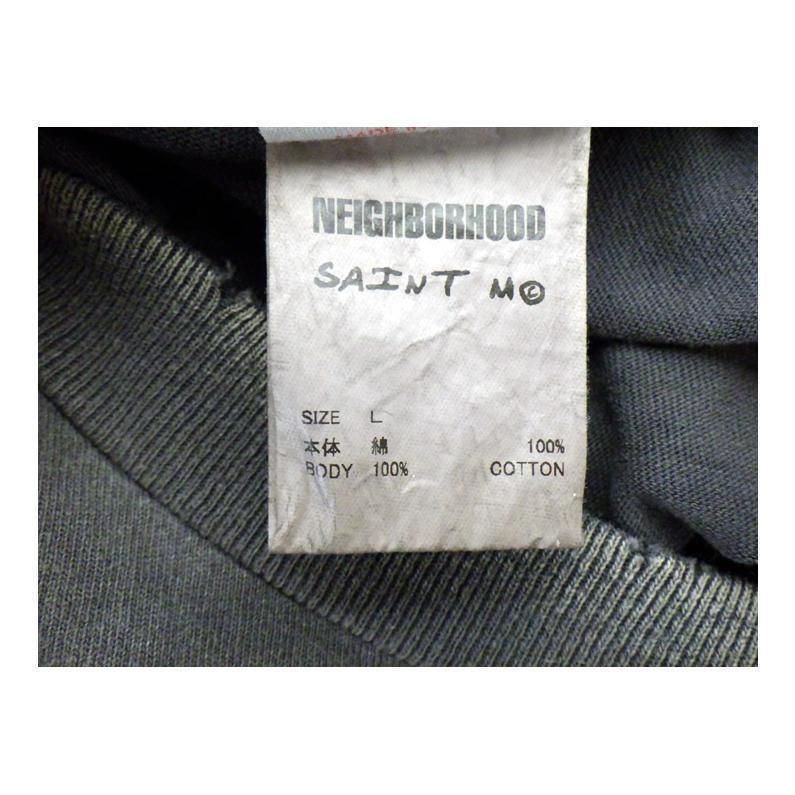 NEIGHBORHOOD
SAINT M©
SIZE L
本体 綿 100%
BODY 100% COTTON